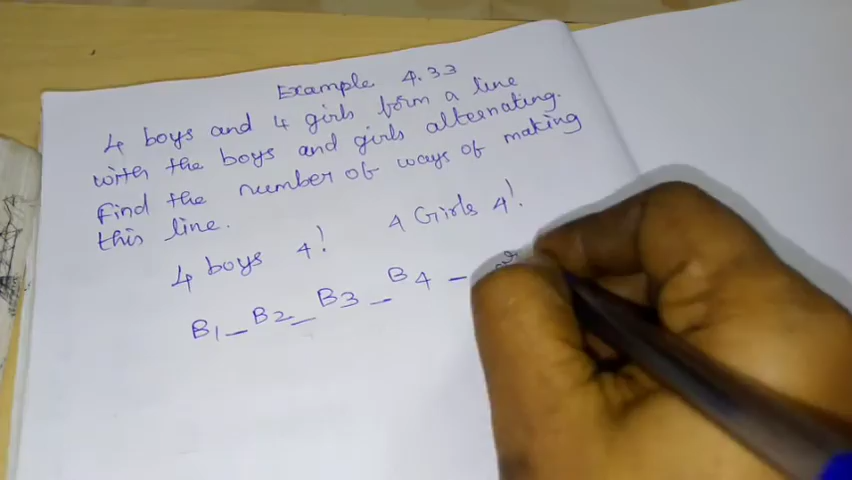 Example 4.33
4 boys and 4 girls form a line
with the boys and girls alternating.
Find the number of ways of making
this line.
4 boys 4! 4 Girls 4!.
B1 _ B2 _ B3 _ B4 _